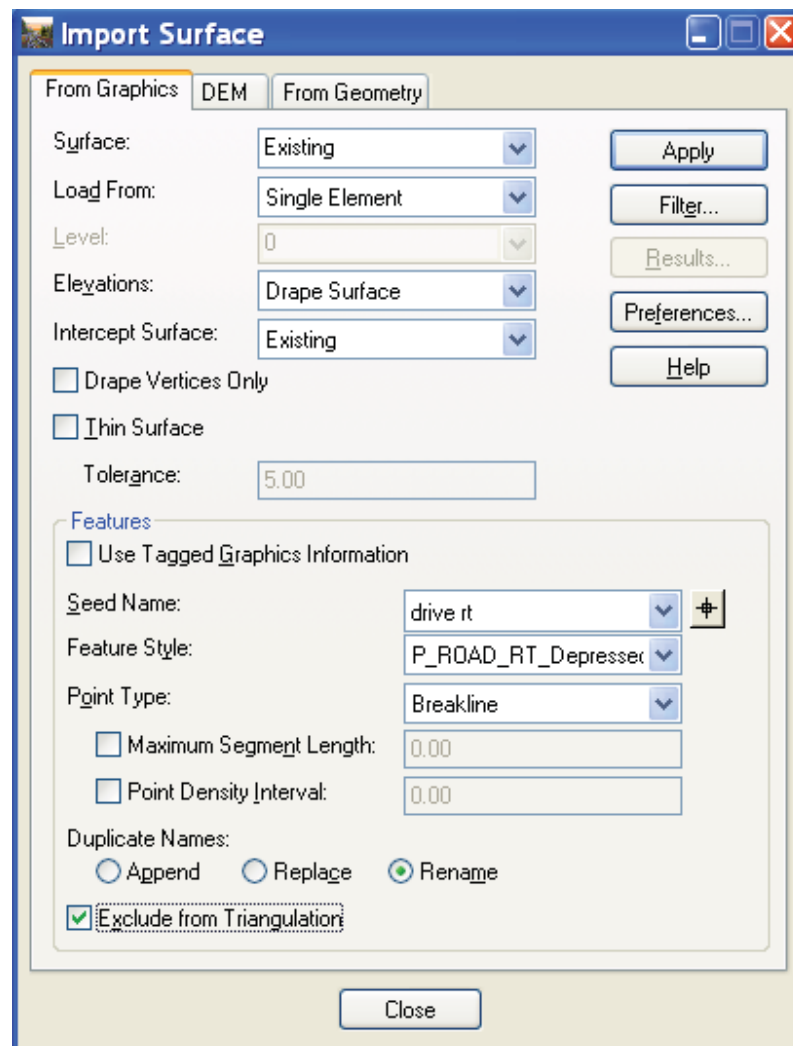 Import Surface
From Graphics DEM From Geometry
Surface: Existing Apply
Load From: Single Element Filter...
Level: 0 Results...
Elevations: Drape Surface
Preferences...
Intercept Surface: Existing
Help
Drape Vertices Only
Thin Surface
Tolerance: 5.00
Features
Use Tagged Graphics Information
Seed Name: drive rt
Feature Style: P_ROAD_RT_Depressec
Point Type: Breakline
Maximum Segment Length: 0.00
Point Density Interval: 0.00
Duplicate Names:
Append Replace Rename
Exclude from Triangulation
Close